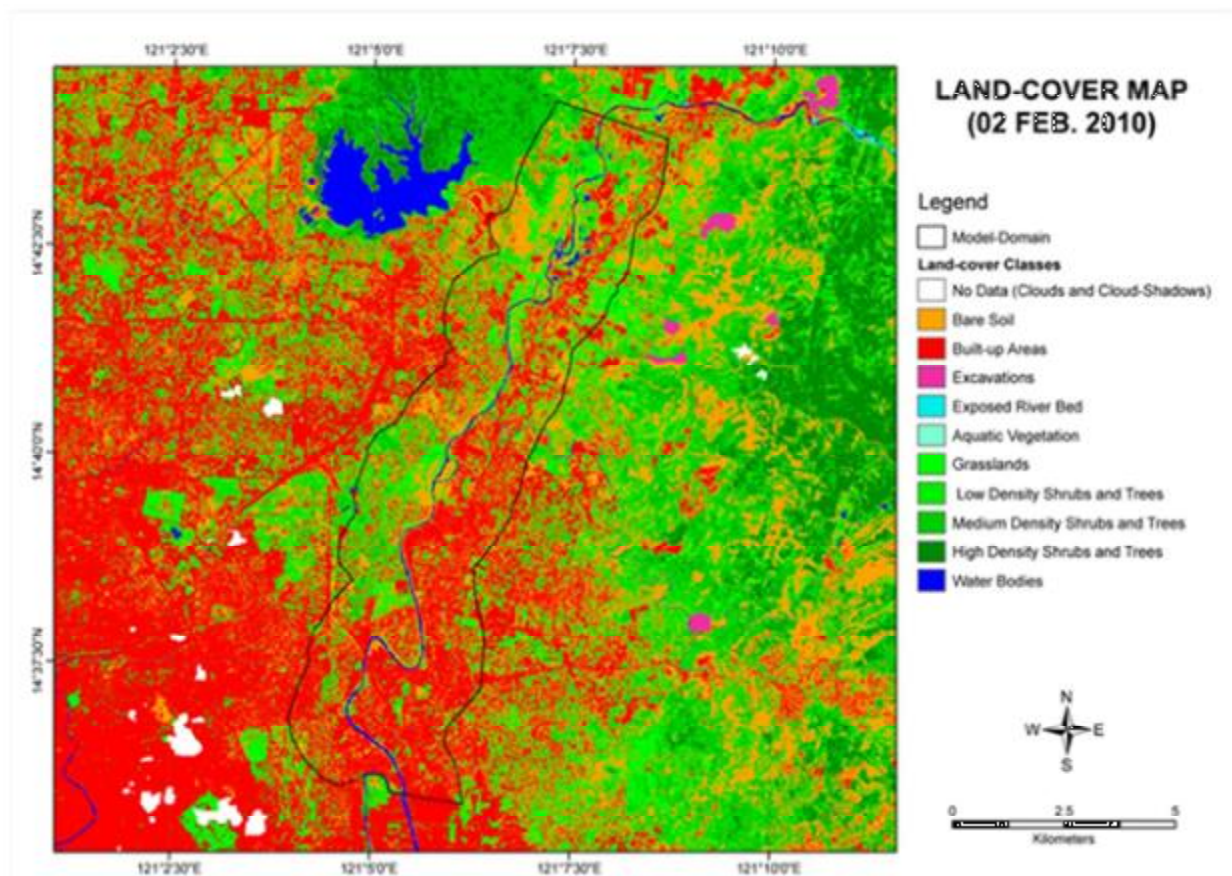 121°2'30"E 121°5'0"E 121°7'30"E 121°10'0"E
14°42'30"N
14°40'0"N
14°37'30"N
121°2'30"E 121°5'0"E 121°7'30"E 121°10'0"E
LAND-COVER MAP
(02 FEB. 2010)
Legend
Model-Domain
Land-cover Classes
No Data (Clouds and Cloud-Shadows)
Bare Soil
Built-up Areas
Excavations
Exposed River Bed
Aquatic Vegetation
Grasslands
Low Density Shrubs and Trees
Medium Density Shrubs and Trees
High Density Shrubs and Trees
Water Bodies
N
W E
S
0 2.5 5
Kilometers